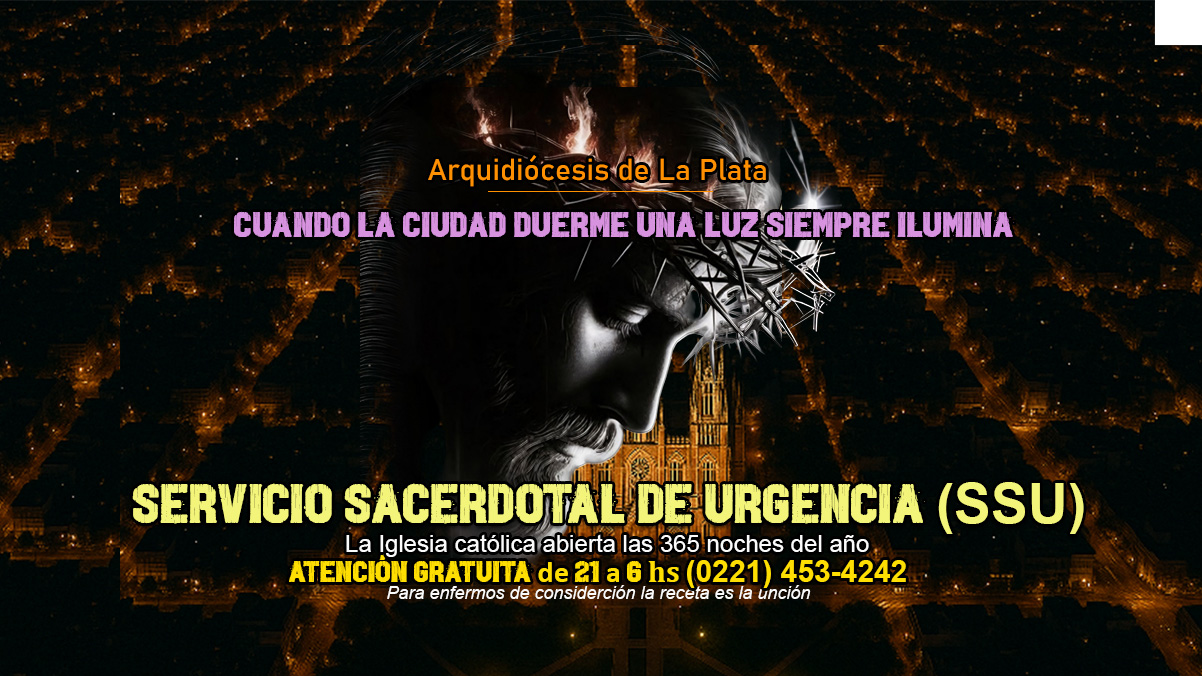 Arquidiócesis de La Plata
CUANDO LA CIUDAD DUERME UNA LUZ SIEMPRE ILUMINA
SERVICIO SACERDOTAL DE URGENCIA (SSU)
La Iglesia católica abierta las 365 noches del año
ATENCIÓN GRATUITA de 21 a 6 hs (0221) 453-4242
Para enfermos de considerción la receta es la unción